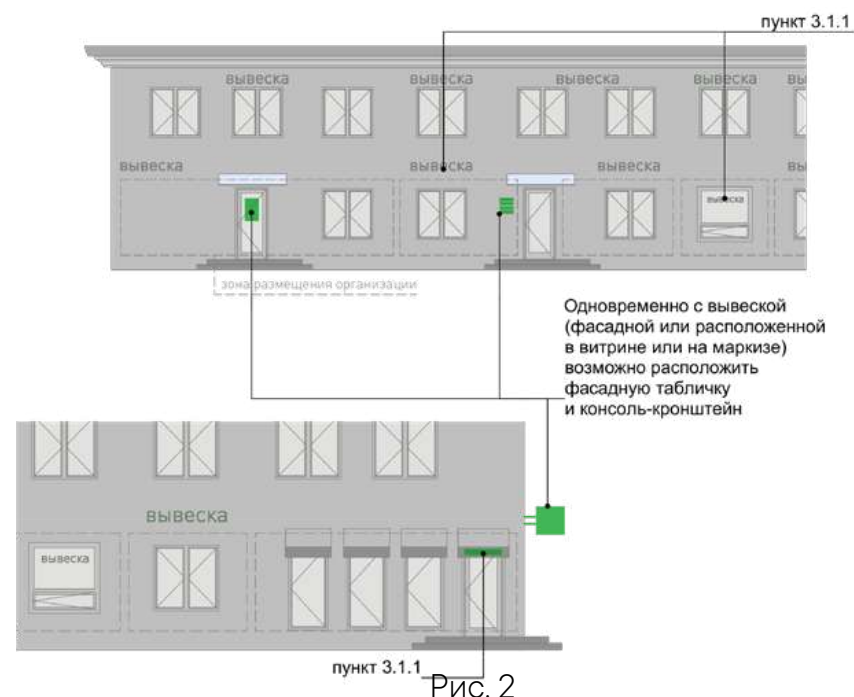 пункт 3.1.1
вывеска вывеска вывеска вывеска вы
вывеска вывеска вывеска вы
вывеска
зона размещения организации
Одновременно с вывеской
(фасадной или расположенной
в витрине или на маркизе)
возможно расположить
фасадную табличку
и консоль-кронштейн
вывеска
вывеска
пункт 3.1.1
Рис. 2